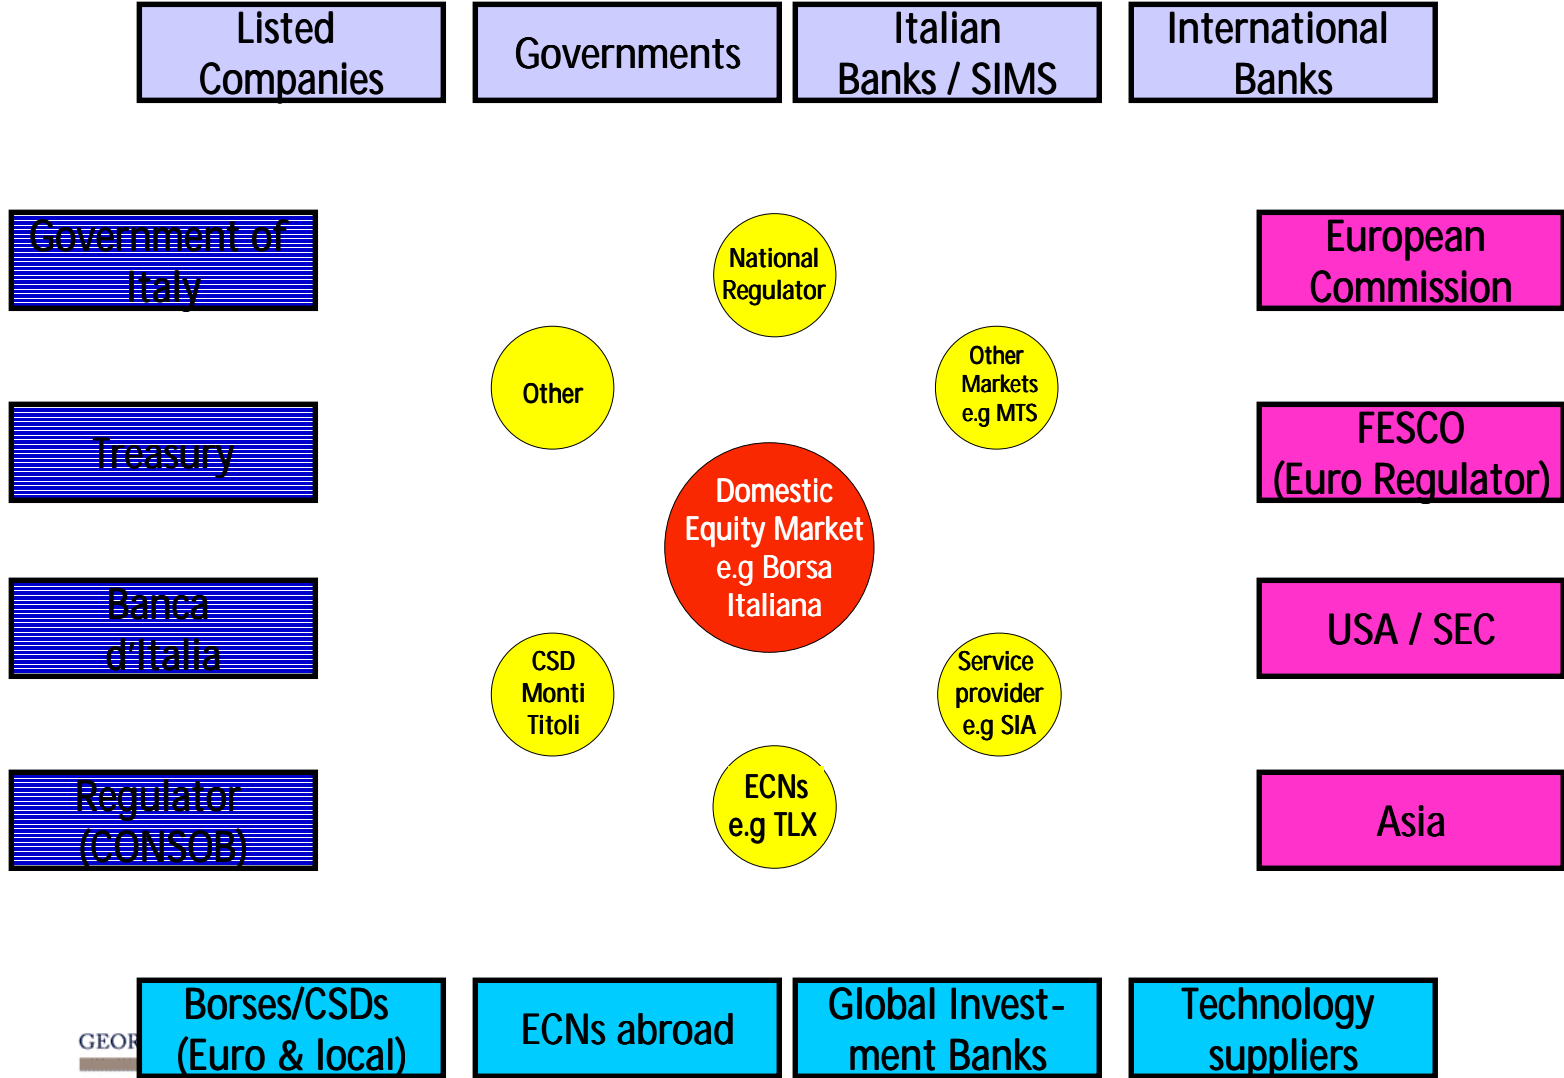 Listed
Companies
Governments
Italian
Banks / SIMS
International
Banks
Government of
Italy
National
Regulator
European
Commission
Other
Other
Markets
e.g MTS
Treasury
FESCO
(Euro Regulator)
Domestic
Equity Market
e.g Borsa
Italiana
Banca
d'Italia
USA / SEC
CSD
Monti
Titoli
Service
provider
e.g SIA
Regulator
(CONSOB)
ECNs
e.g TLX
Asia
Borses/CSDs
(Euro & local)
ECNs abroad
Global Invest-
ment Banks
Technology
suppliers
GEOR